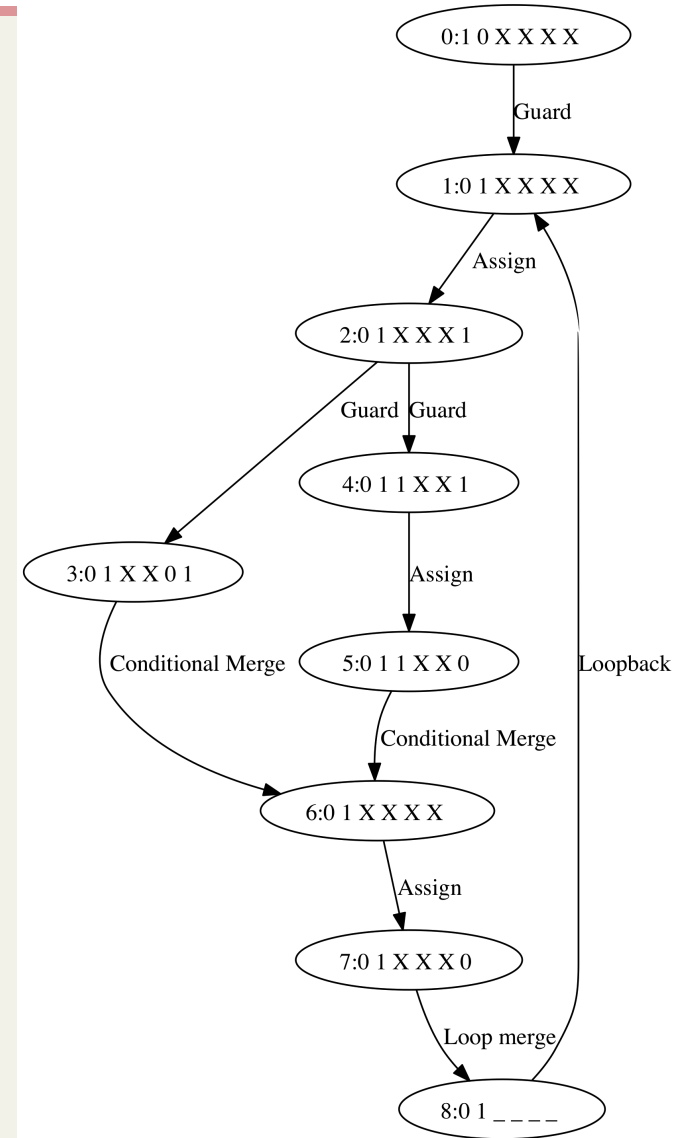 0:1 0 X X X X
Guard
1:0 1 X X X X
Assign
2:0 1 X X X 1
Guard Guard
4:0 1 1 X X 1
3:0 1 X X 0 1
Assign
Conditional Merge
5:0 1 1 X X 0
Loopback
Conditional Merge
6:0 1 X X X X
Assign
7:0 1 X X X 0
Loop merge
8:0 1 _ _ _ _